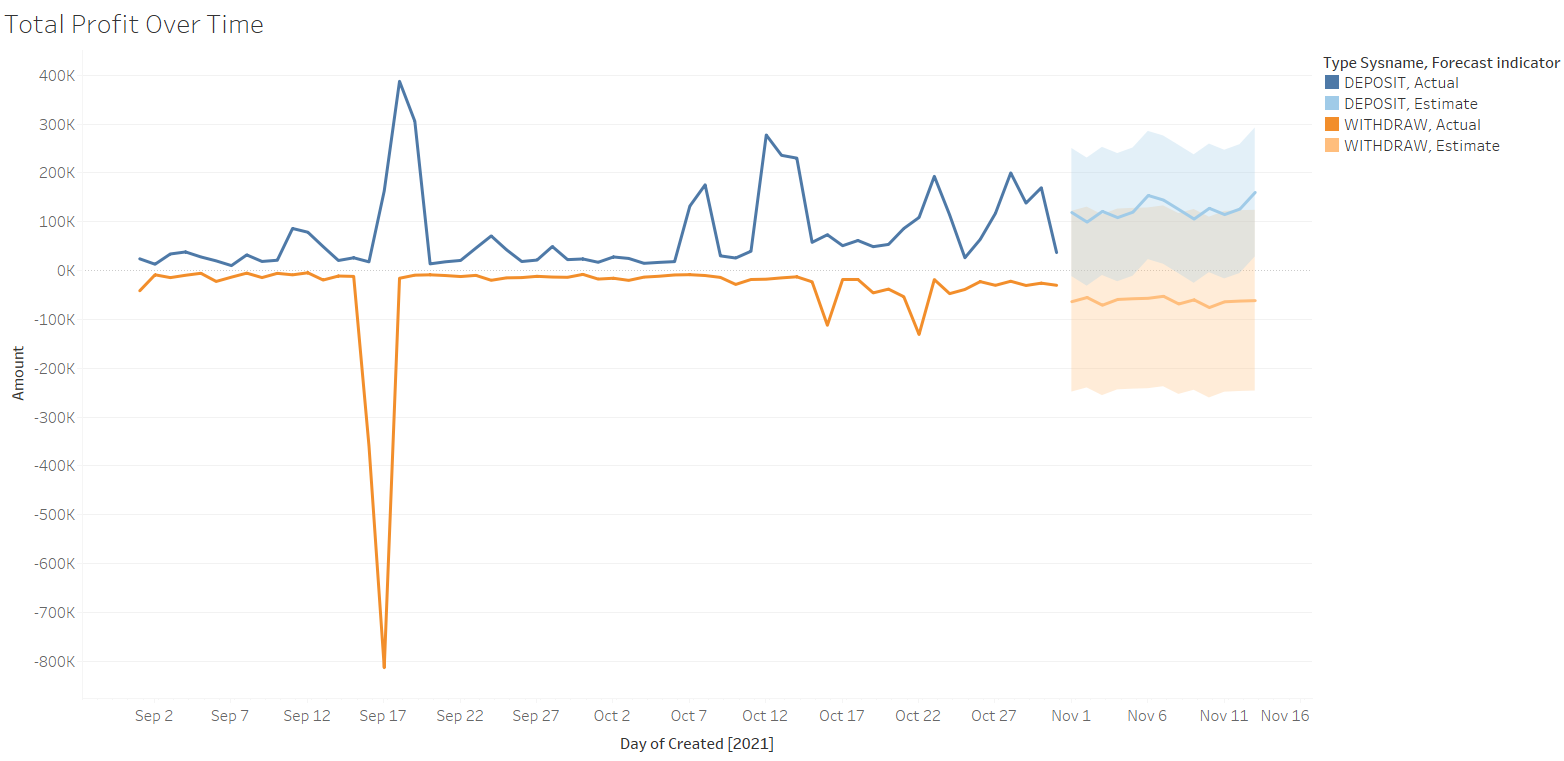 Total Profit Over Time
Type Sysname, Forecast indicator
DEPOSIT, Actual
DEPOSIT, Estimate
WITHDRAW, Actual
WITHDRAW, Estimate
400K
300K
200K
100K
0K
-100K
-200K
-300K
-400K
-500K
-600K
-700K
-800K
Amount
Sep 2 Sep 7 Sep 12 Sep 17 Sep 22 Sep 27 Oct 2 Oct 7 Oct 12 Oct 17 Oct 22 Oct 27 Nov 1 Nov 6 Nov 11 Nov 16
Day of Created [2021]